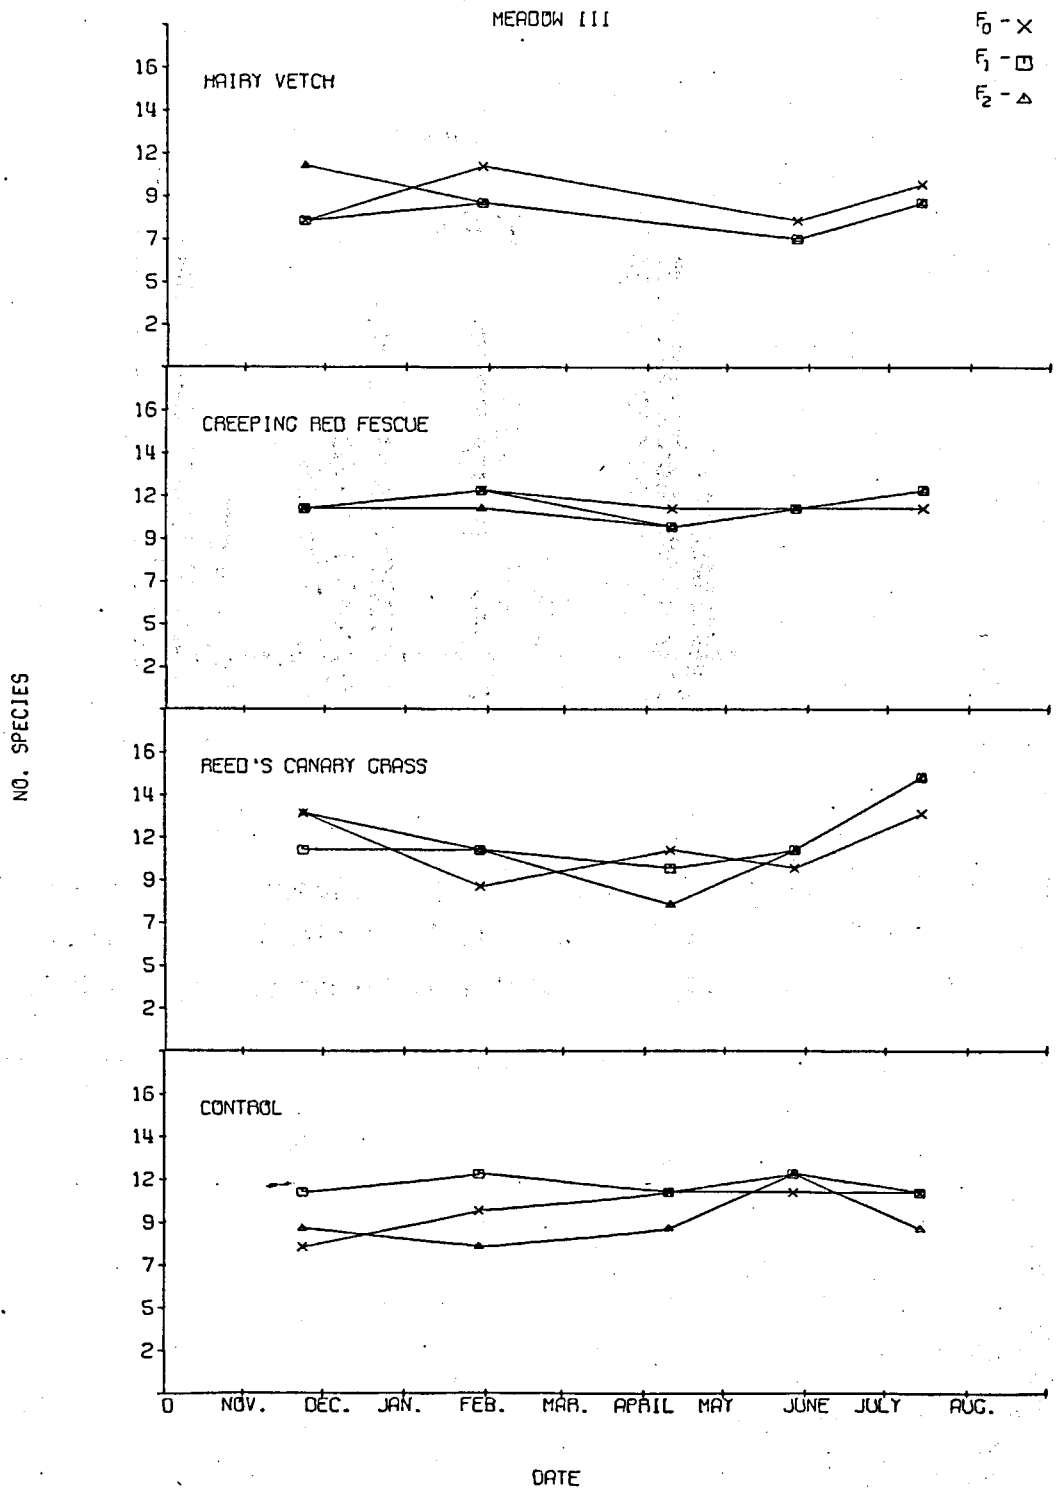 MEADOW III
F0 - ×
F1 - □
F2 - △
HAIRY VETCH
16
14
12
9
7
5
2
CREEPING RED FESCUE
16
14
12
9
7
5
2
NO. SPECIES
REED'S CANARY GRASS
16
14
12
9
7
5
2
CONTROL
16
14
12
9
7
5
2
O NOV. DEC. JAN. FEB. MAR. APRIL MAY JUNE JULY AUG.
DATE